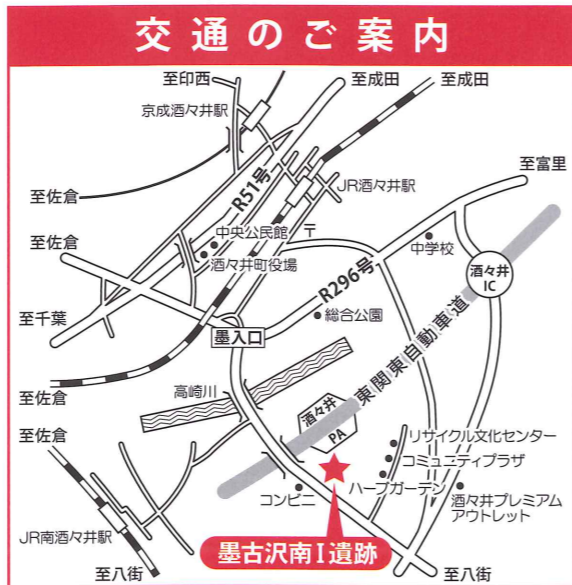 交通のご案内
至印西
至成田
至成田
京成酒々井駅
至富里
R51号
JR酒々井駅
至佐倉
中央公民館
〒
中学校
至佐倉
酒々井町役場
酒々井
IC
R296号
総合公園
至千葉
墨入口
東関東自動車道
高崎川
至佐倉
酒々井
PA
至佐倉
リサイクル文化センター
コミュニティプラザ
ハーブガーデン
コンビニ
酒々井プレミアム
アウトレット
JR南酒々井駅
墨古沢南I遺跡
至八街
至八街